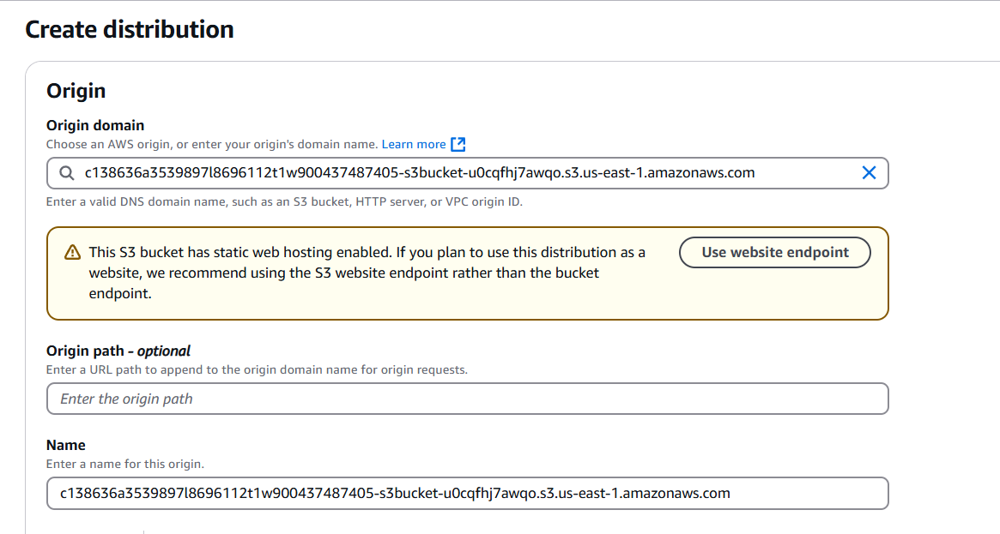 Create distribution
Origin
Origin domain
Choose an AWS origin, or enter your origin's domain name. Learn more
c138636a3539897l8696112t1w900437487405-s3bucket-u0cqfhj7awqo.s3.us-east-1.amazonaws.com
Enter a valid DNS domain name, such as an S3 bucket, HTTP server, or VPC origin ID.
This S3 bucket has static web hosting enabled. If you plan to use this distribution as a
website, we recommend using the S3 website endpoint rather than the bucket
endpoint.
Use website endpoint
Origin path - optional
Enter a URL path to append to the origin domain name for origin requests.
Enter the origin path
Name
Enter a name for this origin.
c138636a3539897l8696112t1w900437487405-s3bucket-u0cqfhj7awqo.s3.us-east-1.amazonaws.com